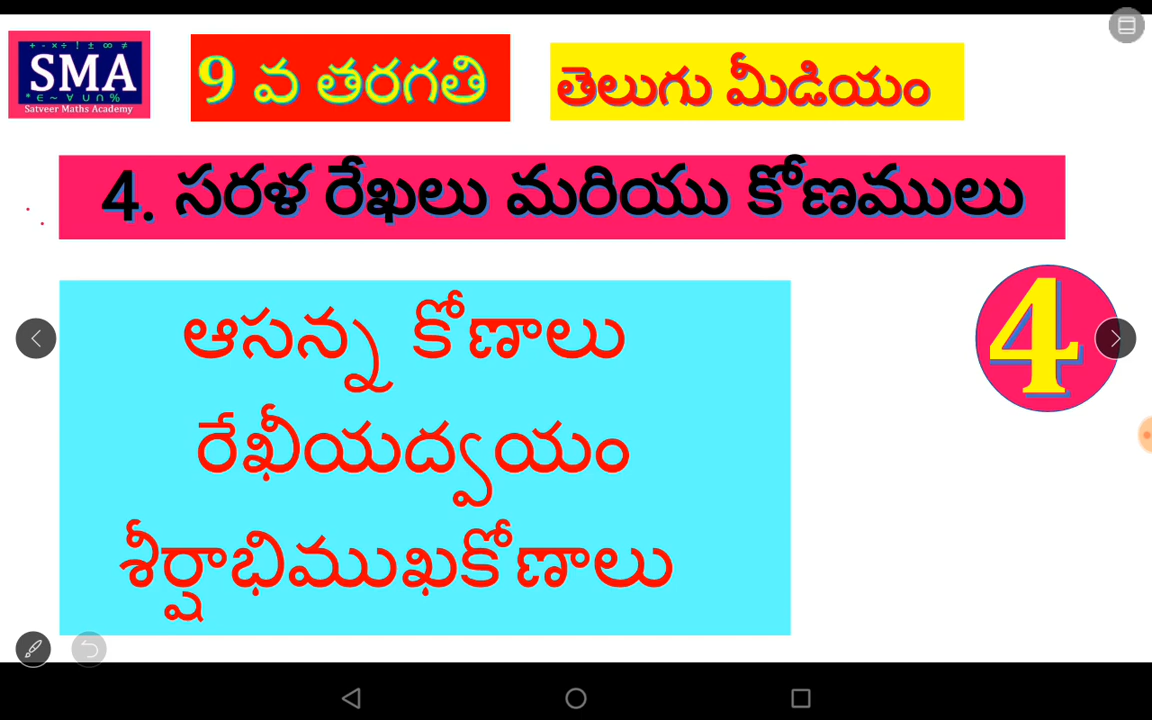 + - ×÷ ! ± ∞ ≠
SMA
* ∈ ~ ∀ ∪ ∩ %
Satveer Maths Academy
9 వ తరగతి
తెలుగు మీడియం
4. సరళ రేఖలు మరియు కోణములు
ఆసన్న కోణాలు
రేఖీయద్వయం
శీర్షాభిముఖకోణాలు
4